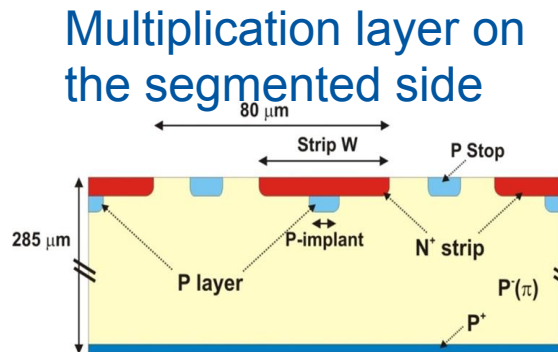 Multiplication layer on
the segmented side
80 μm
Strip W
P Stop
285 μm
P-implant
P layer
N⁺ strip
P⁻(π)
P⁺